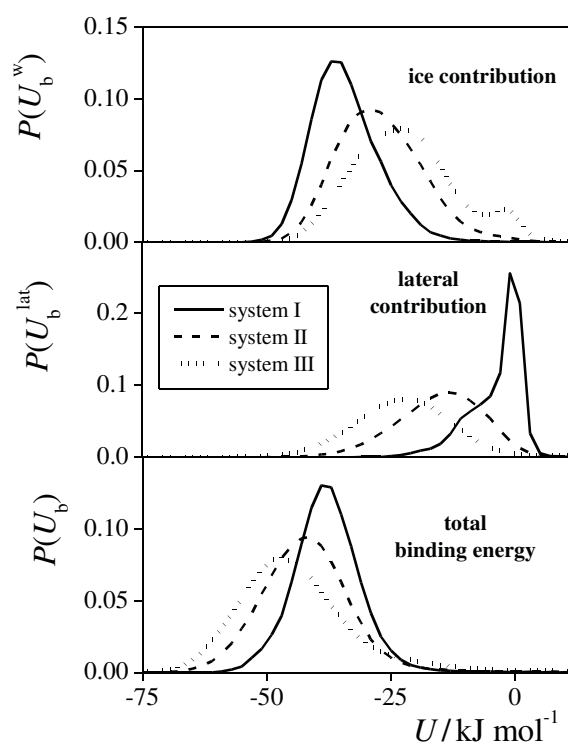 0.15
0.10
0.05
0.00
P(U_b^w)
ice contribution
0.2
0.1
0.0
P(U_b^lat)
lateral
contribution
system I
system II
system III
0.10
0.05
0.00
P(U_b)
total
binding energy
-75
-50
-25
0
U / kJ mol⁻¹